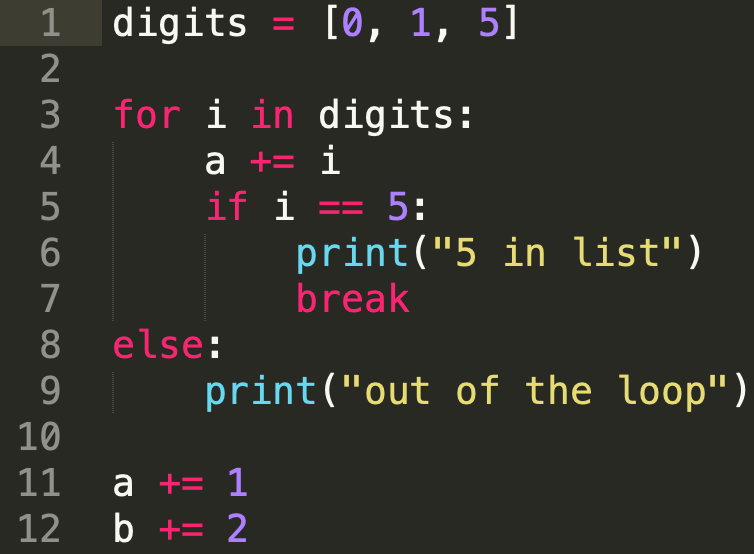 1 digits = [0, 1, 5]
2
3 for i in digits:
4     a += i
5     if i == 5:
6         print("5 in list")
7         break
8 else:
9     print("out of the loop")
10
11 a += 1
12 b += 2